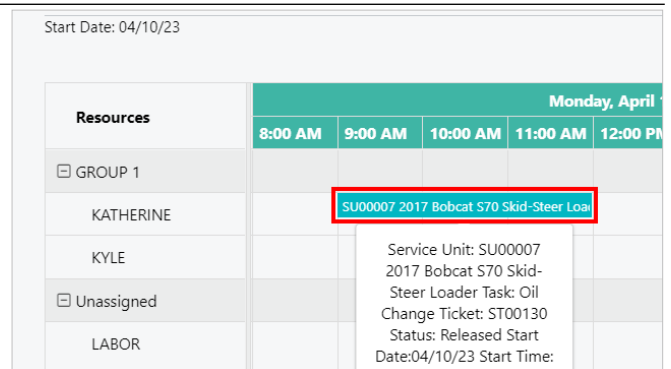 Start Date: 04/10/23
Resources
Monday, April
8:00 AM 9:00 AM 10:00 AM 11:00 AM 12:00 PM
GROUP 1
KATHERINE
SU00007 2017 Bobcat S70 Skid-Steer Loa
KYLE
Unassigned
LABOR
Service Unit: SU00007
2017 Bobcat S70 Skid-
Steer Loader Task: Oil
Change Ticket: ST00130
Status: Released Start
Date:04/10/23 Start Time: